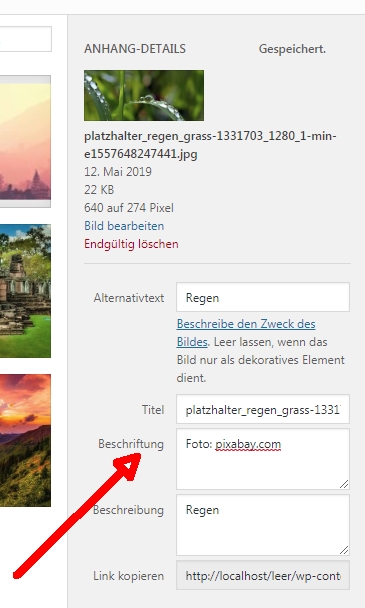 ANHANG-DETAILS Gespeichert.
platzhalter_regen_grass-1331703_1280_1-min-
e1557648247441.jpg
12. Mai 2019
22 KB
640 auf 274 Pixel
Bild bearbeiten
Endgültig löschen
Alternativtext Regen
Beschreibe den Zweck des
Bildes. Leer lassen, wenn das
Bild nur als dekoratives Element
dient.
Titel platzhalter_regen_grass-1331
Beschriftung Foto: pixabay.com
Beschreibung Regen
Link kopieren http://localhost/leer/wp-cont